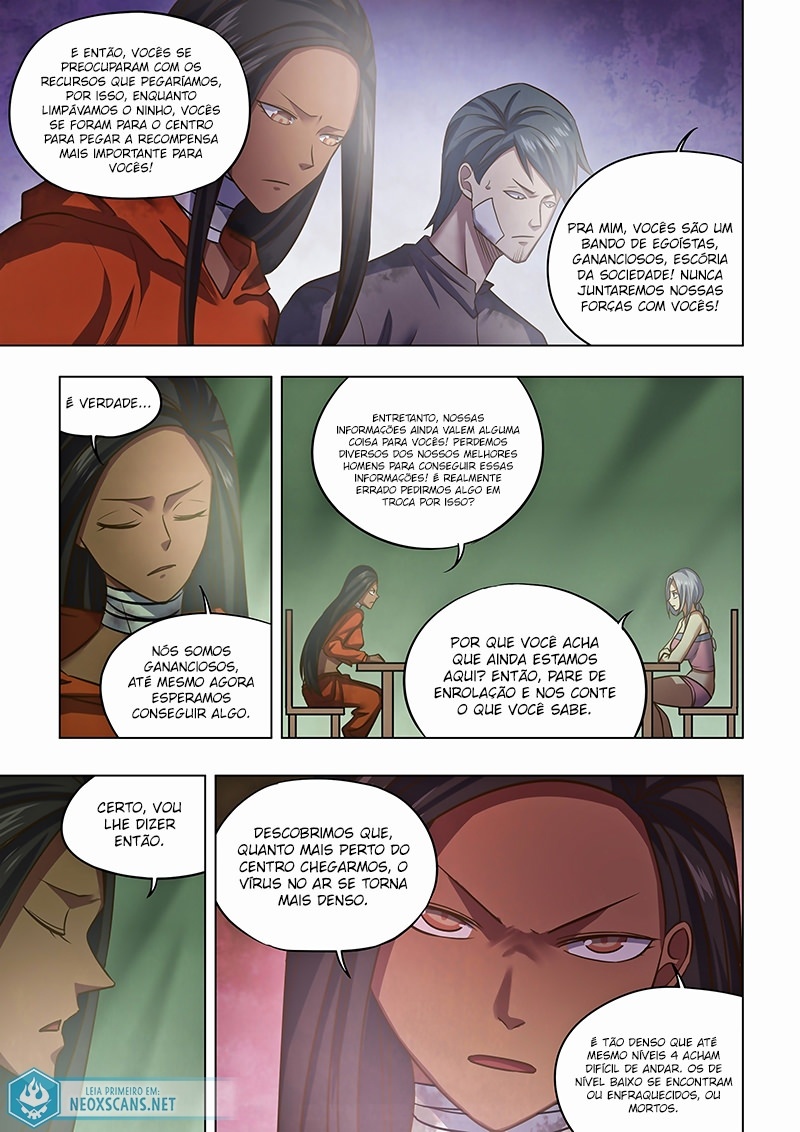 E ENTÃO, VOCÊS SE
PREOCUPARAM COM OS
RECURSOS QUE PEGARÍAMOS,
POR ISSO, ENQUANTO
LIMPÁVAMOS O NINHO, VOCÊS
SE FORAM PARA O CENTRO
PARA PEGAR A RECOMPENSA
MAIS IMPORTANTE PARA
VOCÊS!
PRA MIM, VOCÊS SÃO UM
BANDO DE EGOÍSTAS,
GANANCIOSOS, ESCÓRIA
DA SOCIEDADE! NUNCA
JUNTAREMOS NOSSAS
FORÇAS COM VOCÊS!
É VERDADE...
NÓS SOMOS
GANANCIOSOS,
ATÉ MESMO AGORA
ESPERAMOS
CONSEGUIR ALGO.
ENTRETANTO, NOSSAS
INFORMAÇÕES AINDA VALEM ALGUMA
COISA PARA VOCÊS! PERDEMOS
DIVERSOS DOS NOSSOS MELHORES
HOMENS PARA CONSEGUIR ESSAS
INFORMAÇÕES! É REALMENTE
ERRADO PEDIRMOS ALGO EM
TROCA POR ISSO?
POR QUE VOCÊ ACHA
QUE AINDA ESTAMOS
AQUI? ENTÃO, PARE DE
ENROLAÇÃO E NOS CONTE
O QUE VOCÊ SABE.
CERTO, VOU
LHE DIZER
ENTÃO.
DESCOBRIMOS QUE,
QUANTO MAIS PERTO DO
CENTRO CHEGARMOS, O
VÍRUS NO AR SE TORNA
MAIS DENSO.
É TÃO DENSO QUE ATÉ
MESMO NÍVEIS 4 ACHAM
DIFÍCIL DE ANDAR. OS DE
NÍVEL BAIXO SE ENCONTRAM
OU ENFRAQUECIDOS, OU
MORTOS.
LEIA PRIMEIRO EM:
NEOXSCANS.NET